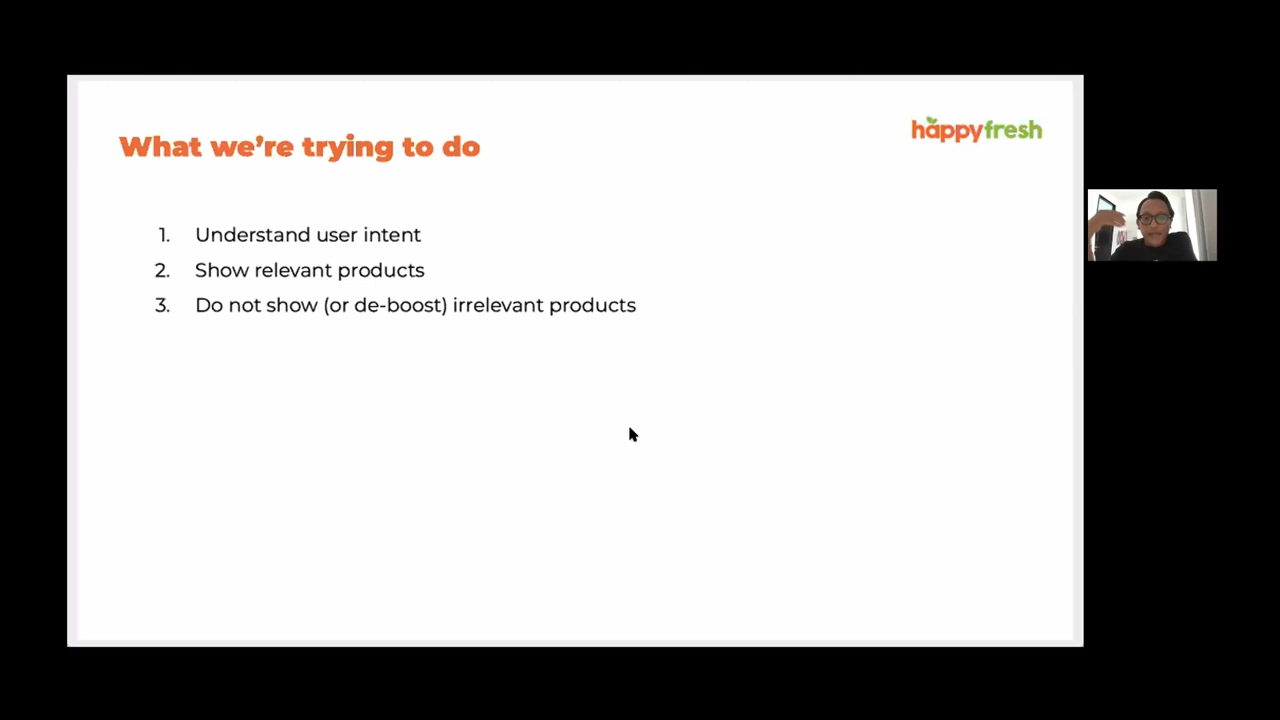 What we're trying to do
happyfresh
1. Understand user intent
2. Show relevant products
3. Do not show (or de-boost) irrelevant products